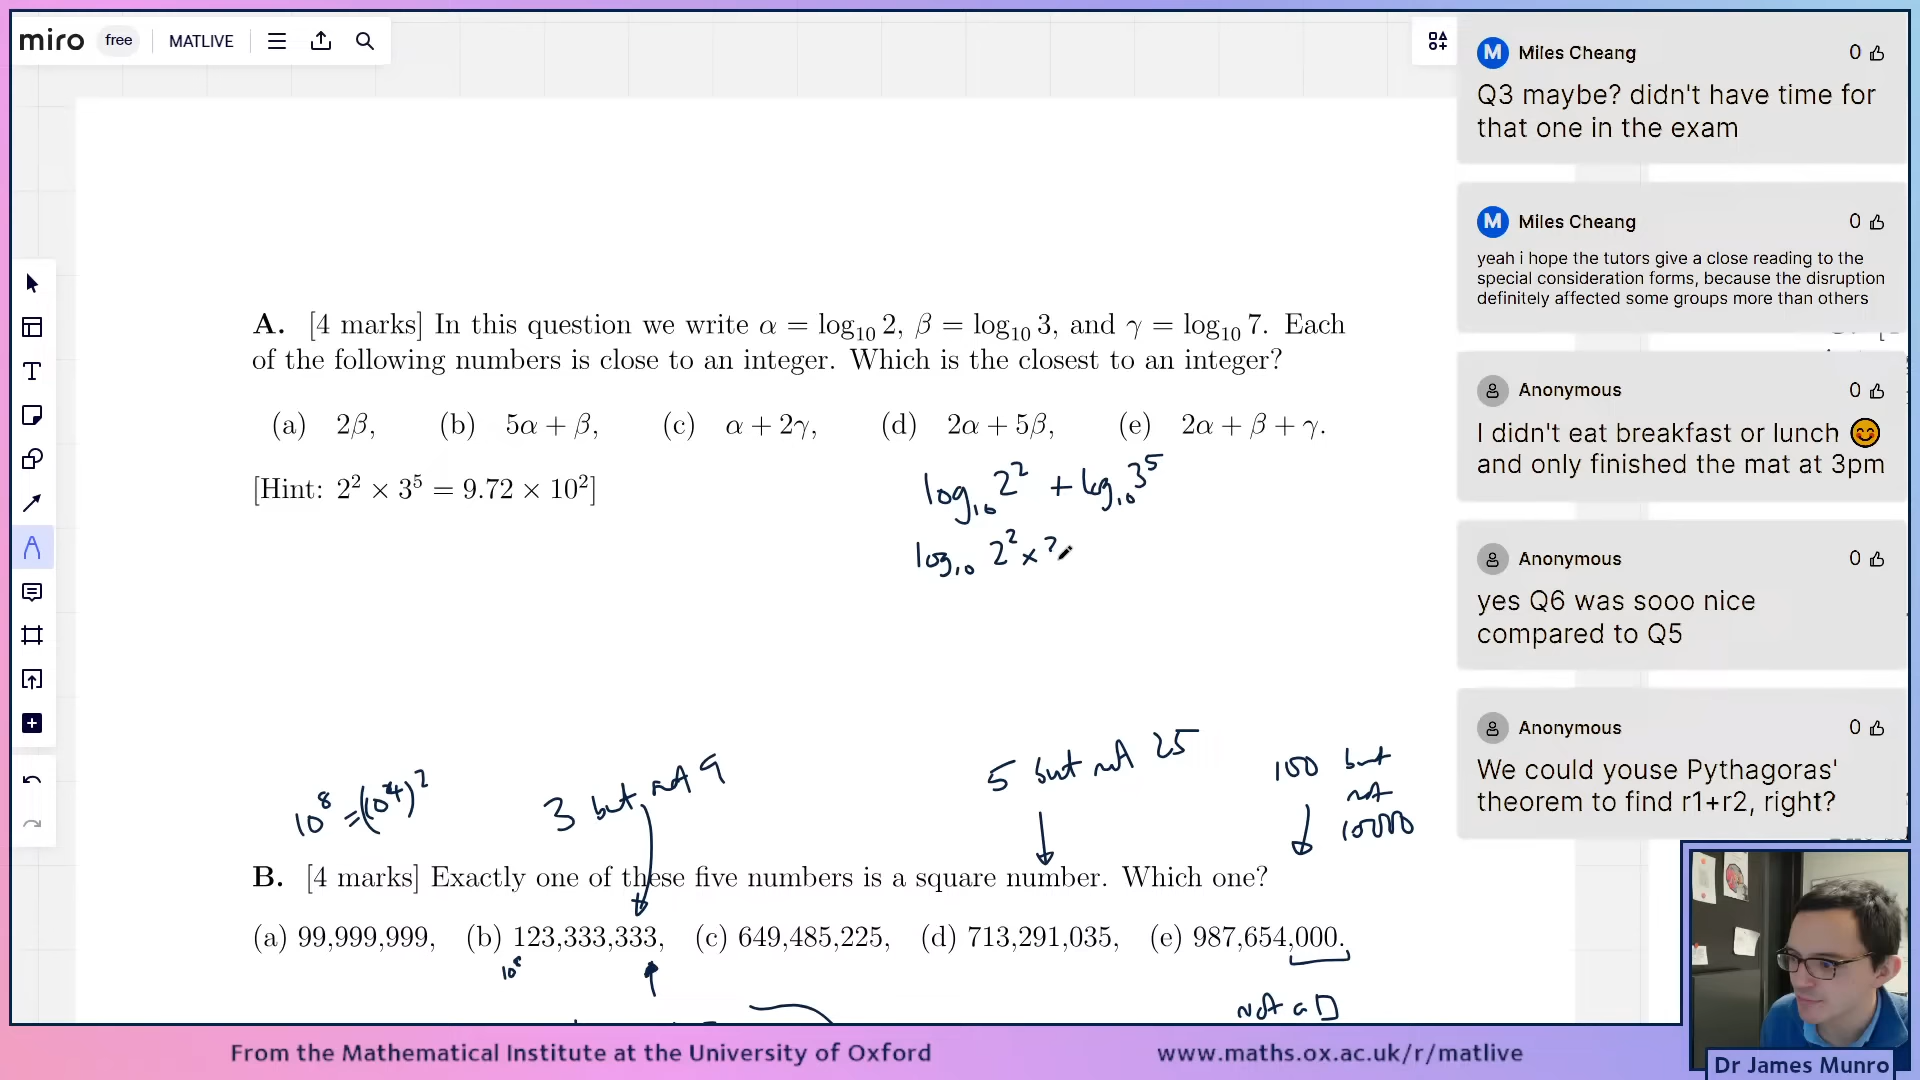 miro free MATLIVE
A. [4 marks] In this question we write α = log₁₀ 2, β = log₁₀ 3, and γ = log₁₀ 7. Each
of the following numbers is close to an integer. Which is the closest to an integer?
(a) 2β, (b) 5α + β, (c) α + 2γ, (d) 2α + 5β, (e) 2α + β + γ.
[Hint: 2² × 3⁵ = 9.72 × 10²]
log₁₀ 2² + log₁₀ 3⁵
log₁₀ 2² ×
10⁸ = (10⁴)²
3 but not 9
5 but not 25
100 but
not
10000
B. [4 marks] Exactly one of these five numbers is a square number. Which one?
(a) 99,999,999, (b) 123,333,333, (c) 649,485,225, (d) 713,291,035, (e) 987,654,000.
10⁸
not a □
Miles Cheang 0
Q3 maybe? didn't have time for
that one in the exam
Miles Cheang 0
yeah i hope the tutors give a close reading to the
special consideration forms, because the disruption
definitely affected some groups more than others
Anonymous 0
I didn't eat breakfast or lunch 😊
and only finished the mat at 3pm
Anonymous 0
yes Q6 was sooo nice
compared to Q5
Anonymous 0
We could youse Pythagoras'
theorem to find r1+r2, right?
From the Mathematical Institute at the University of Oxford
www.maths.ox.ac.uk/r/matlive
Dr James Munro